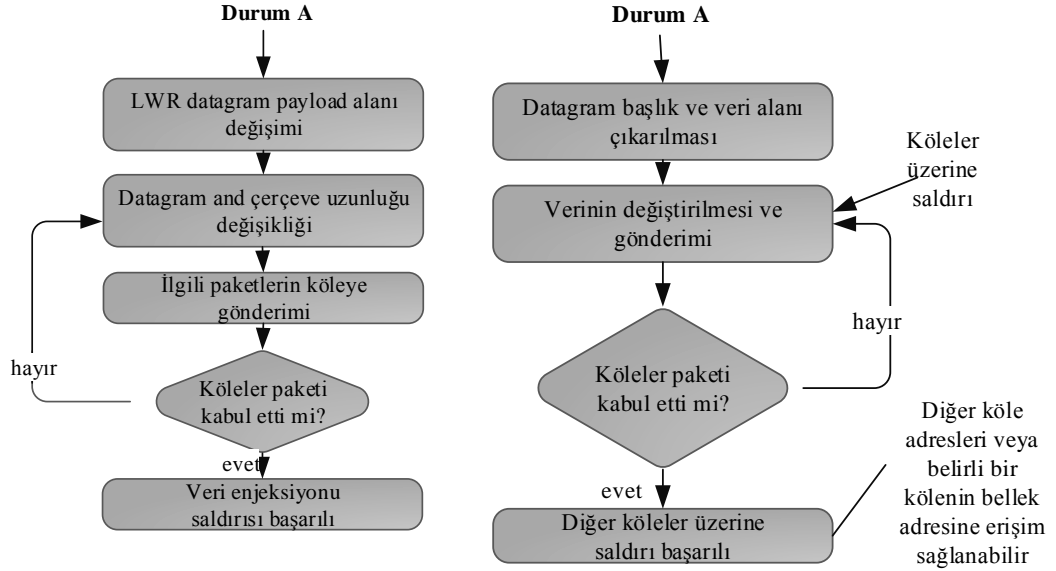 Durum A
LWR datagram payload alanı
değişimi
Datagram and çerçeve uzunluğu
değişikliği
İlgili paketlerin köleye
gönderimi
hayır
Köleler paketi
kabul etti mi?
evet
Veri enjeksiyonu
saldırısı başarılı
Durum A
Datagram başlık ve veri alanı
çıkarılması
Köleler
üzerine
saldırı
Verinin değiştirilmesi ve
gönderimi
hayır
Köleler paketi
kabul etti mi?
evet
Diğer köleler üzerine
saldırı başarılı
Diğer köle
adresleri veya
belirli bir
kölenin bellek
adresine erişim
sağlanabilir